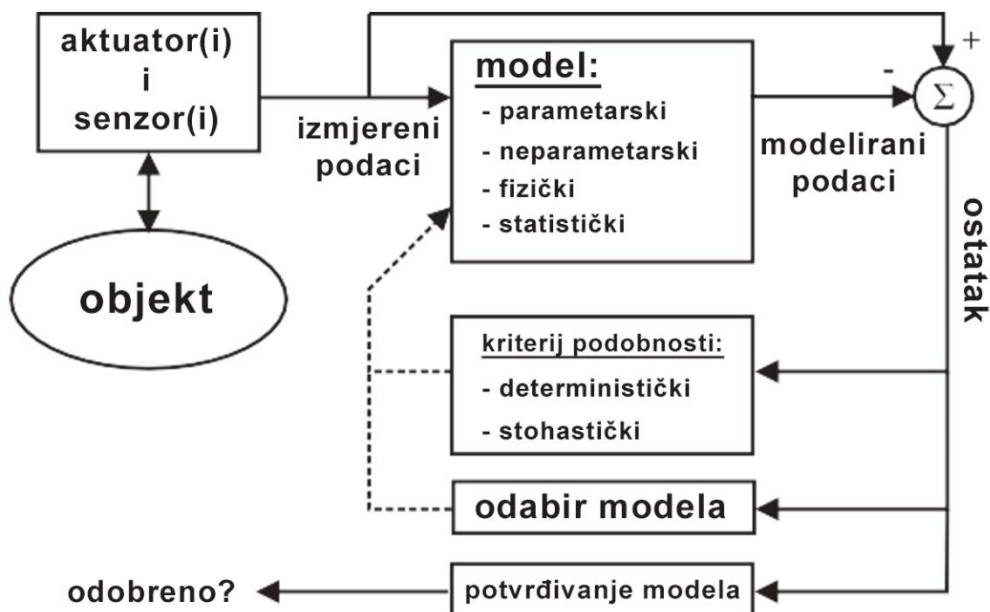 aktuator(i)
i
senzor(i)
izmjereni
podaci
objekt
model:
- parametarski
- neparametarski
- fizički
- statistički
+
-
Σ
modelirani
podaci
ostatak
kriterij podobnosti:
- deterministički
- stohastički
odabir modela
potvrđivanje modela
odobreno?